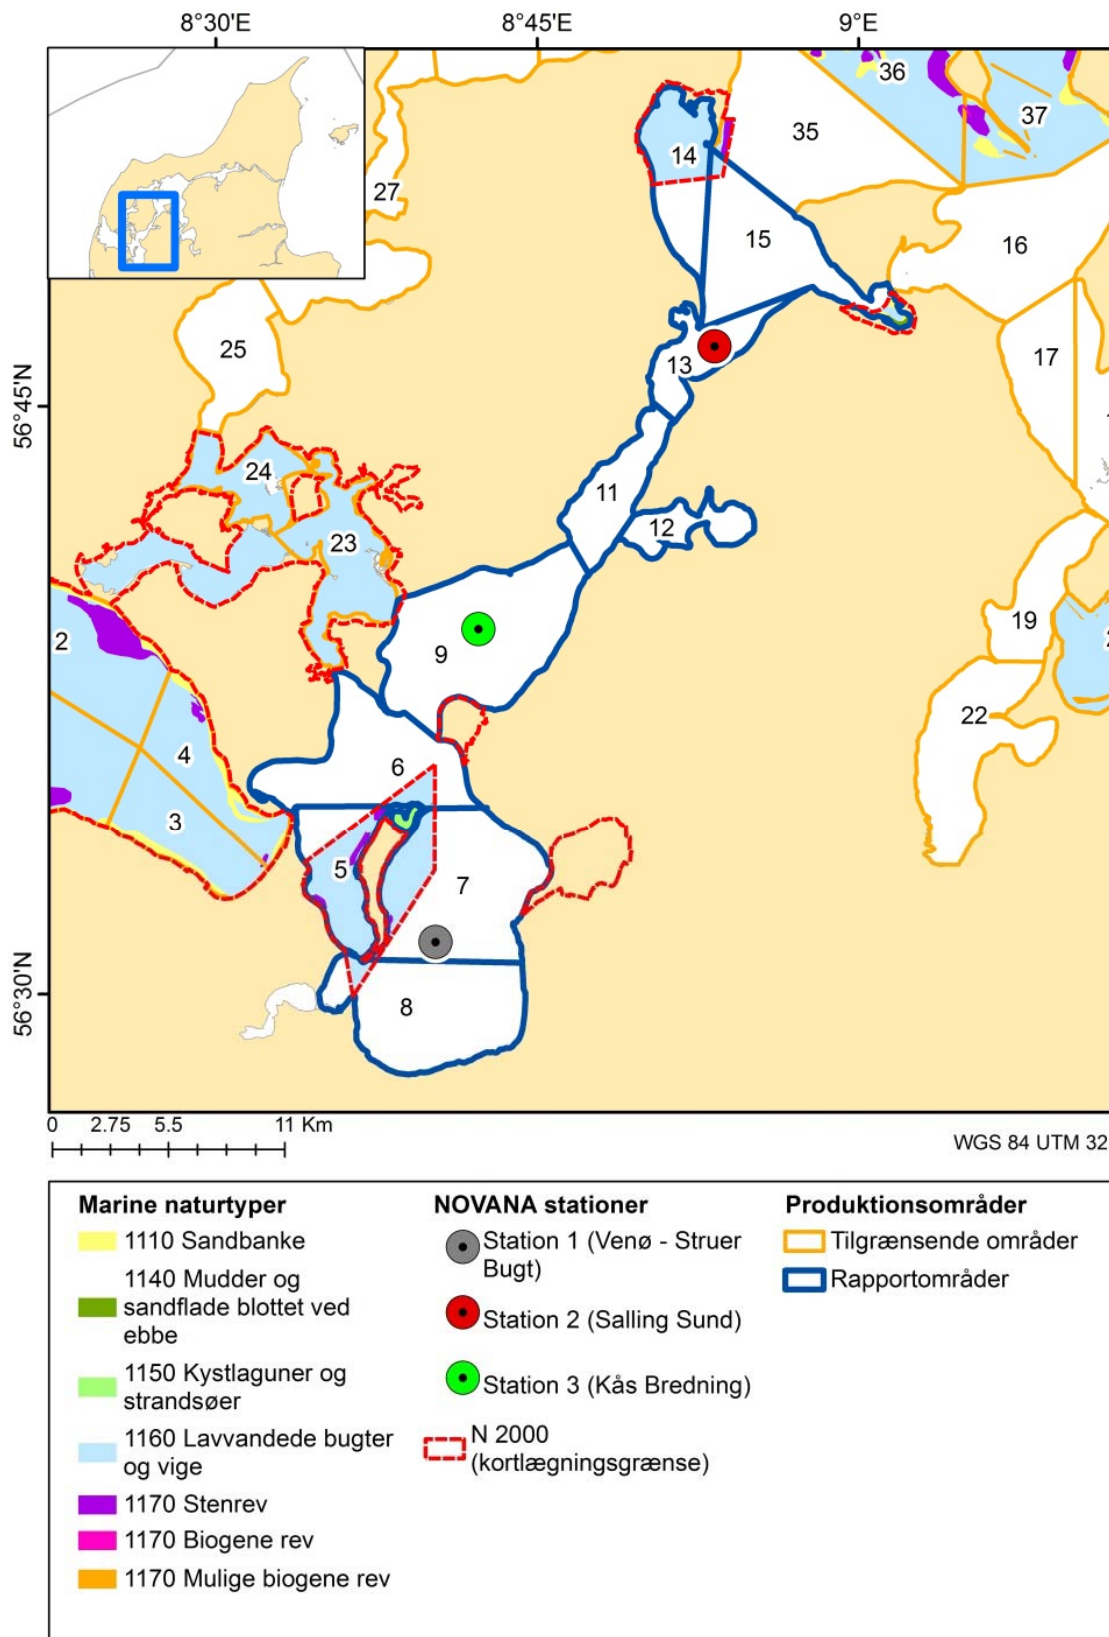 8°30'E
8°45'E
9°E
36
37
14
35
27
15
16
25
13
17
56°45'N
24
11
12
23
2
9
19
22
4
6
3
5
7
56°30'N
8
0
2.75
5.5
11 Km
WGS 84 UTM 32
Marine naturtyper
1110 Sandbanke
1140 Mudder og
sandflade blottet ved
ebbe
1150 Kystlaguner og
strandsøer
1160 Lavvandede bugter
og vige
1170 Stenrev
1170 Biogene rev
1170 Mulige biogene rev
NOVANA stationer
Station 1 (Venø - Struer
Bugt)
Station 2 (Salling Sund)
Station 3 (Kås Bredning)
N 2000
(kortlægningsgrænse)
Produktionsområder
Tilgrænsende områder
Rapportområder